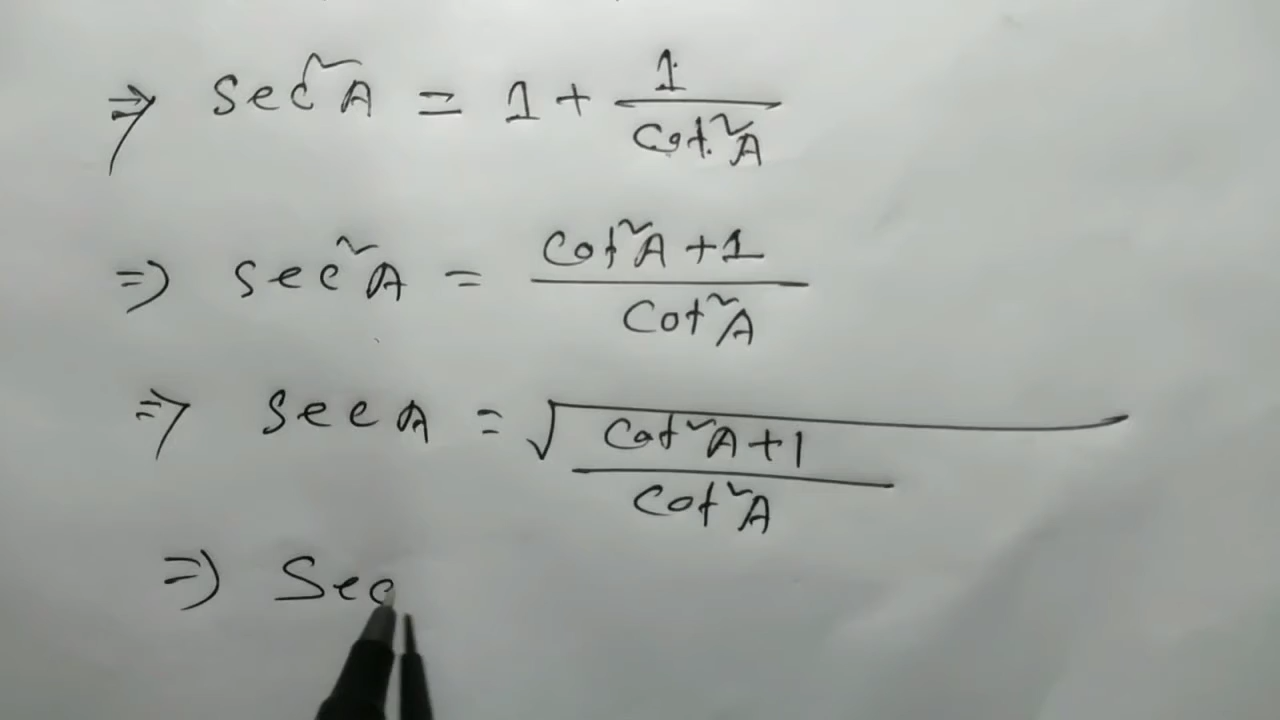 ⇒ sec²A = 1 + 1/cot²A
⇒ sec²A = (cot²A + 1)/cot²A
⇒ secA = √((cot²A + 1)/cot²A)
⇒ Sec